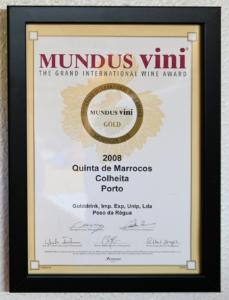 MUNDUS vini
THE GRAND INTERNATIONAL WINE AWARD
MUNDUS vini
GOLD
2008
Quinta de Marrocos
Colheita
Porto
Golddrink, Imp. Exp, Unip, Lda
Peso da Régua